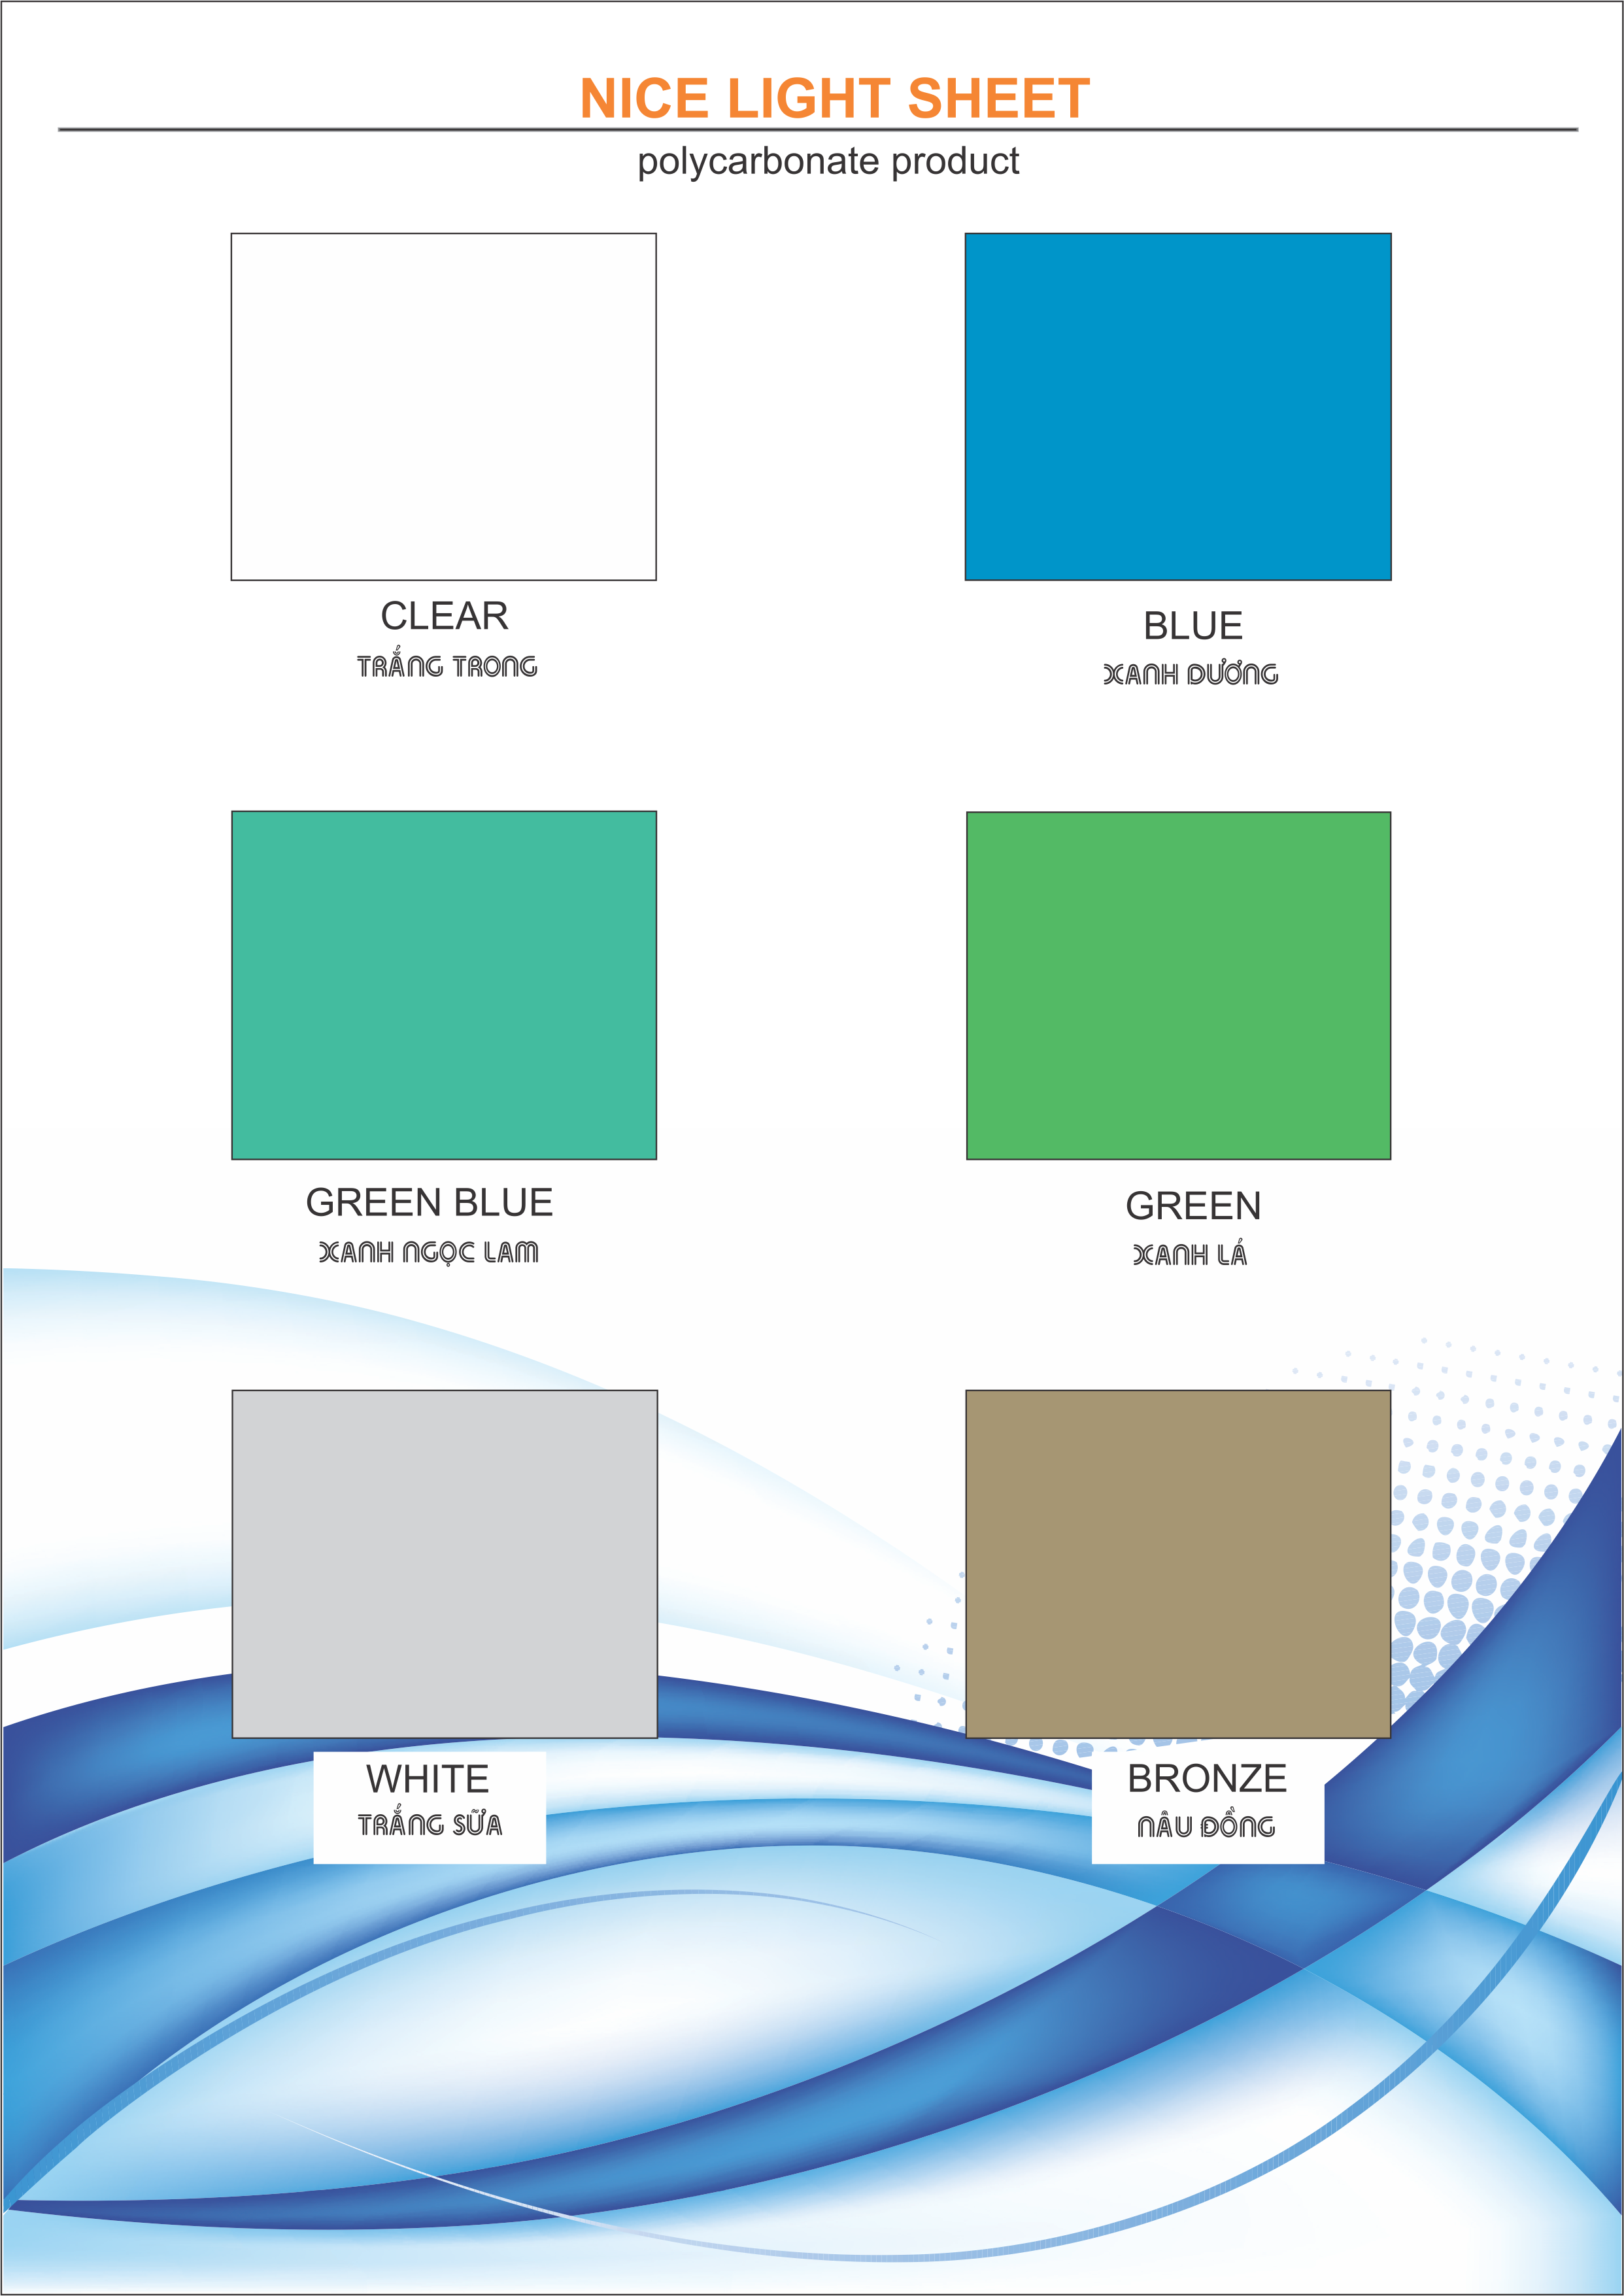 NICE LIGHT SHEET
polycarbonate product
CLEAR
TRẮNG TRONG
BLUE
XANH DƯƠNG
GREEN BLUE
XANH NGỌC LAM
GREEN
XANH LÁ
WHITE
TRẮNG SỮA
BRONZE
NÂU ĐỒNG